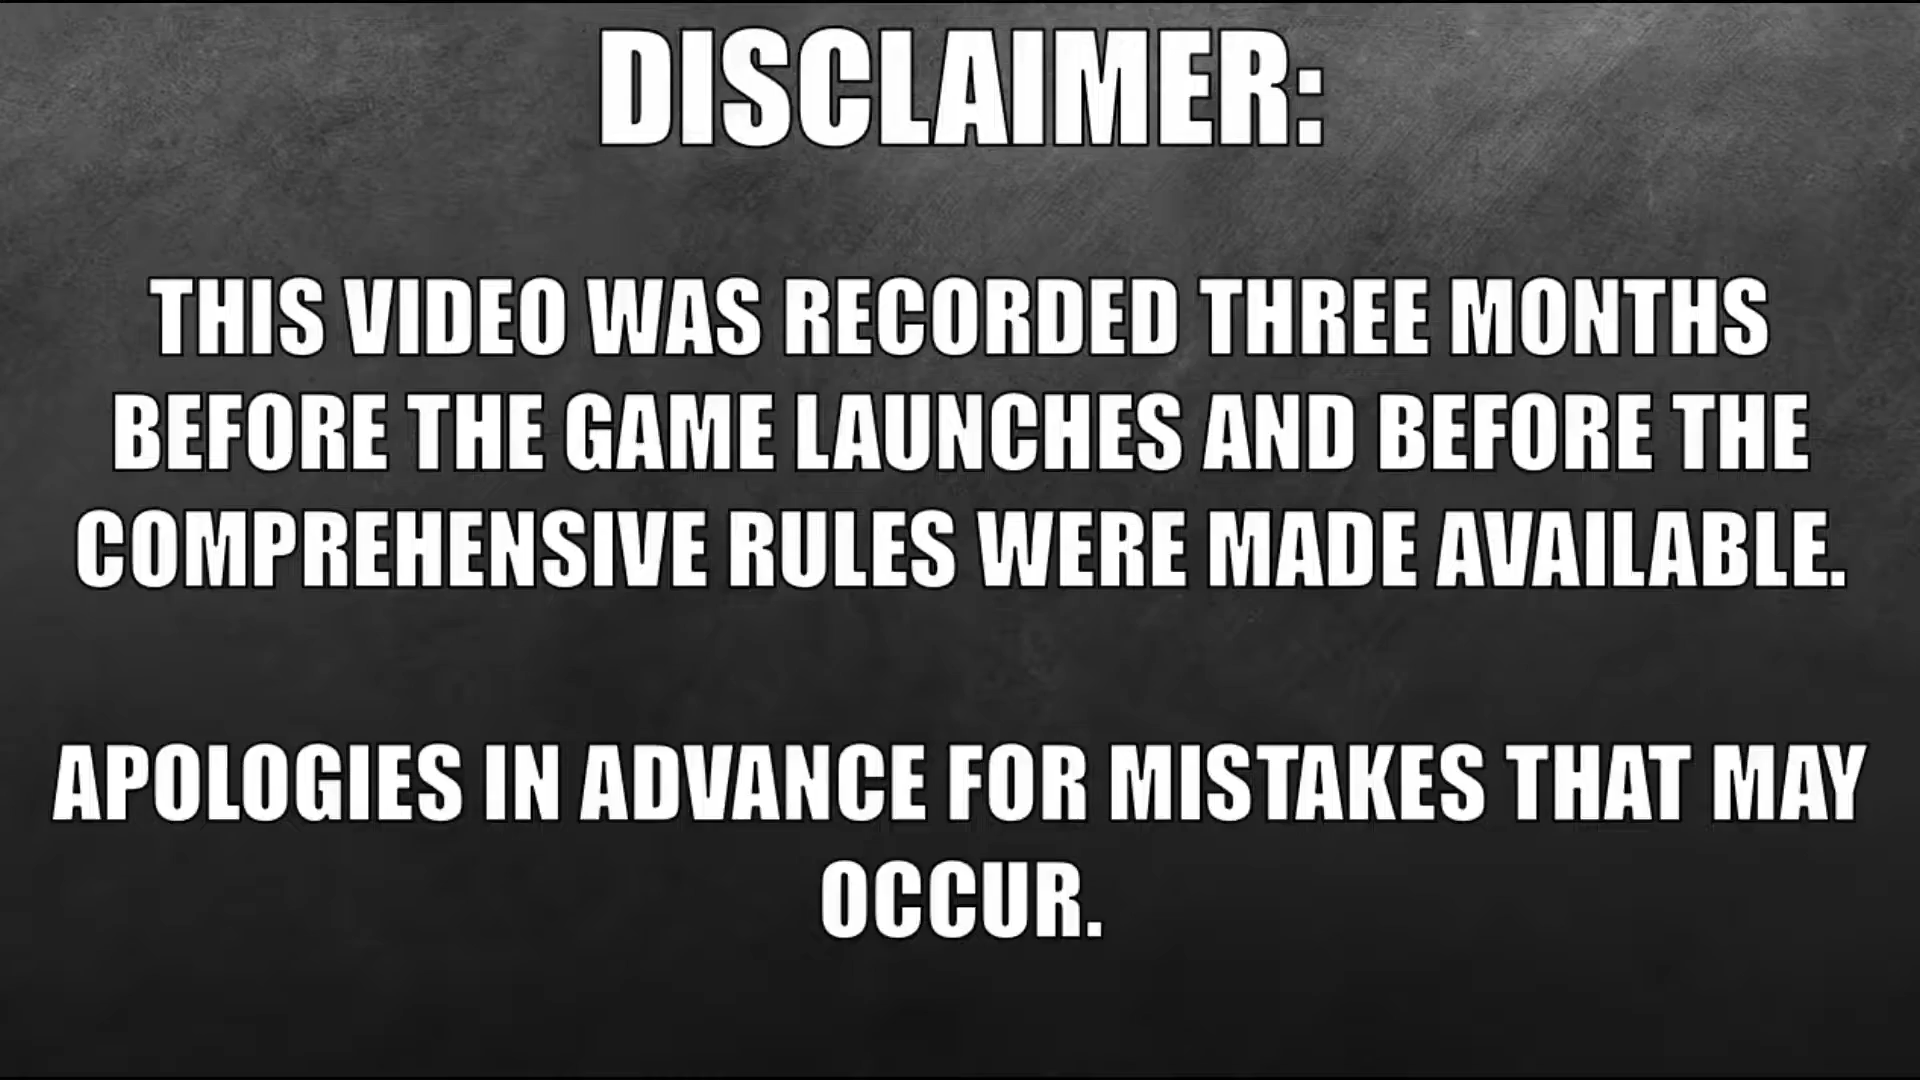 DISCLAIMER:
THIS VIDEO WAS RECORDED THREE MONTHS
BEFORE THE GAME LAUNCHES AND BEFORE THE
COMPREHENSIVE RULES WERE MADE AVAILABLE.
APOLOGIES IN ADVANCE FOR MISTAKES THAT MAY
OCCUR.